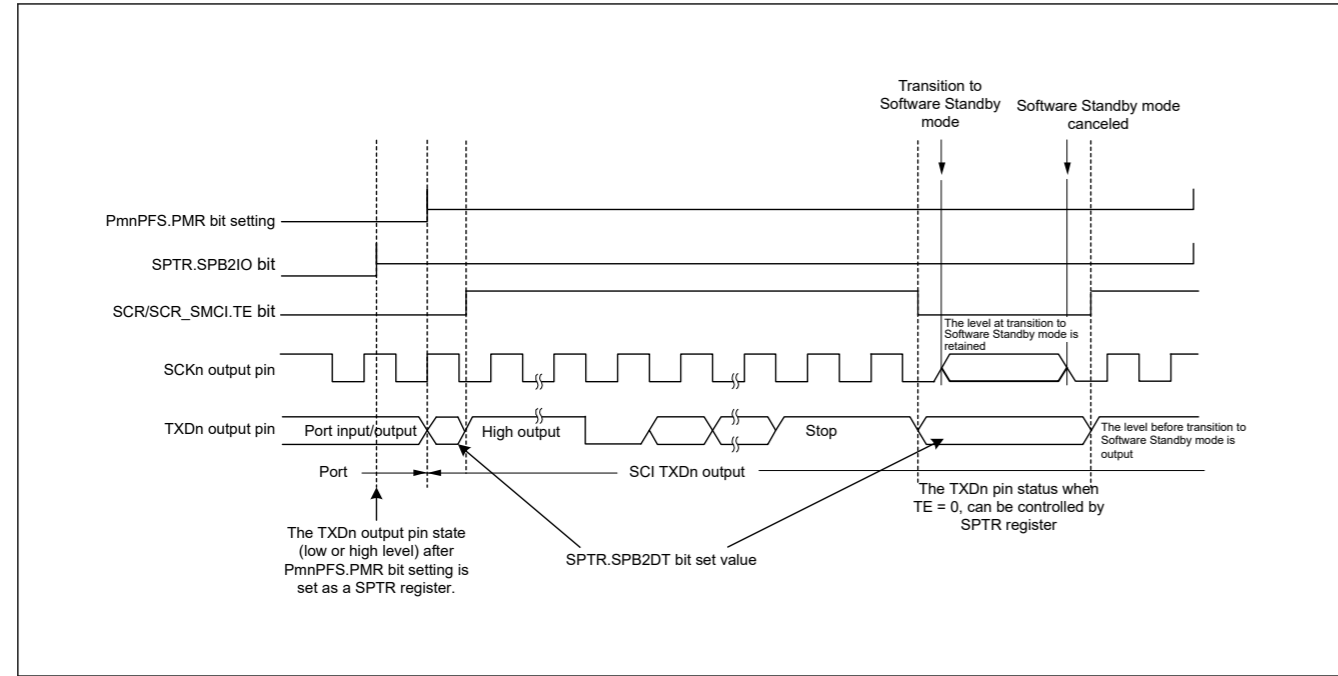 Transition to
Software Standby
mode
Software Standby mode
canceled
PmnPFS.PMR bit setting
SPTR.SPB2IO bit
SCR/SCR_SMCI.TE bit
The level at transition to
Software Standby mode is
retained
SCKn output pin
TXDn output pin
Port input/output
High output
Stop
The level before transition to
Software Standby mode is
output
Port
SCI TXDn output
The TXDn pin status when
TE = 0, can be controlled by
SPTR register
The TXDn output pin state
(low or high level) after
PmnPFS.PMR bit setting is
set as a SPTR register.
SPTR.SPB2DT bit set value